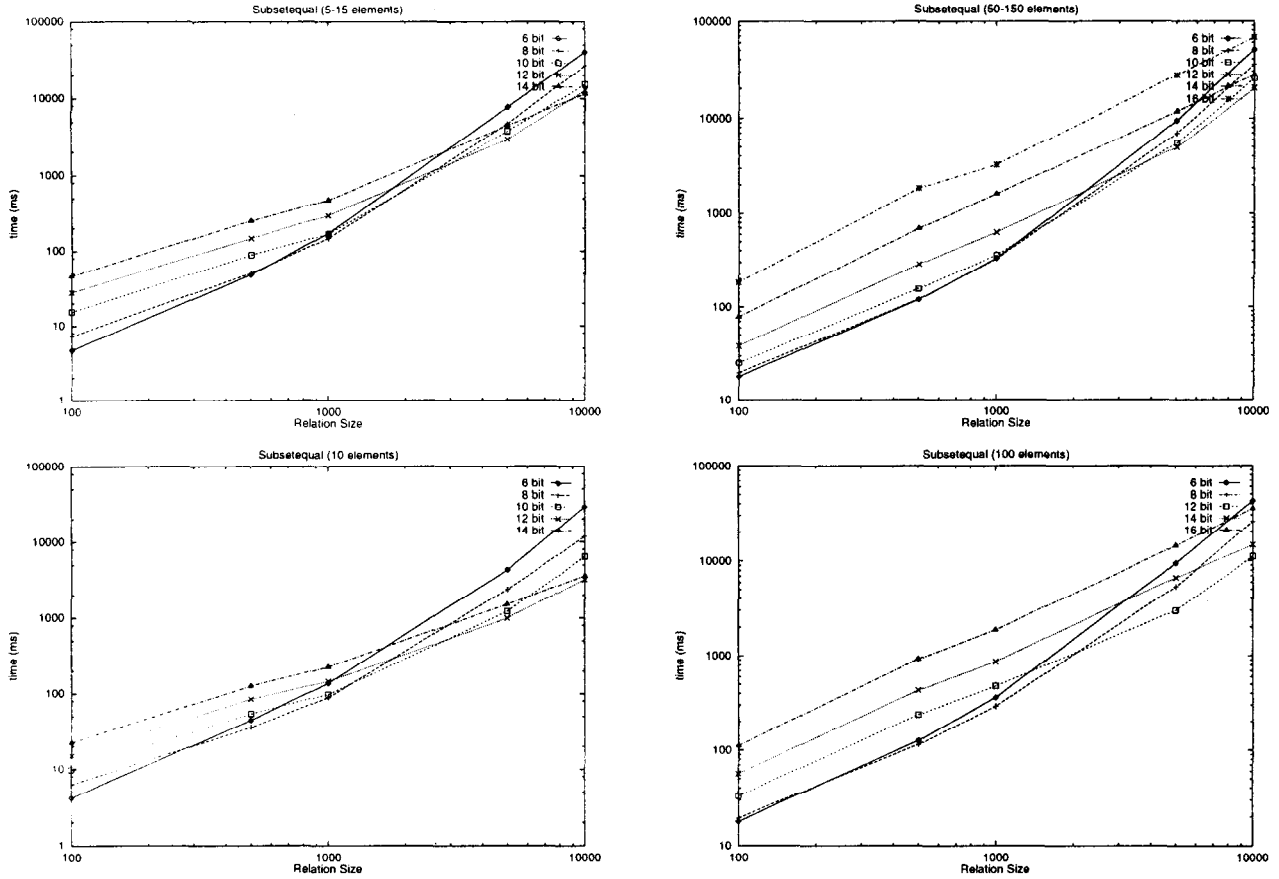 Subsetequal (5-15 elements)
100000
10000
1000
100
10
1
time (ms)
6 bit
8 bit
10 bit
12 bit
14 bit
100
1000
10000
Relation Size
Subsetequal (50-150 elements)
100000
10000
1000
100
10
time (ms)
6 bit
8 bit
10 bit
12 bit
14 bit
16 bit
100
1000
10000
Relation Size
Subsetequal (10 elements)
100000
10000
1000
100
10
1
time (ms)
6 bit
8 bit
10 bit
12 bit
14 bit
100
1000
10000
Relation Size
Subsetequal (100 elements)
100000
10000
1000
100
10
time (ms)
6 bit
8 bit
12 bit
14 bit
16 bit
100
1000
10000
Relation Size